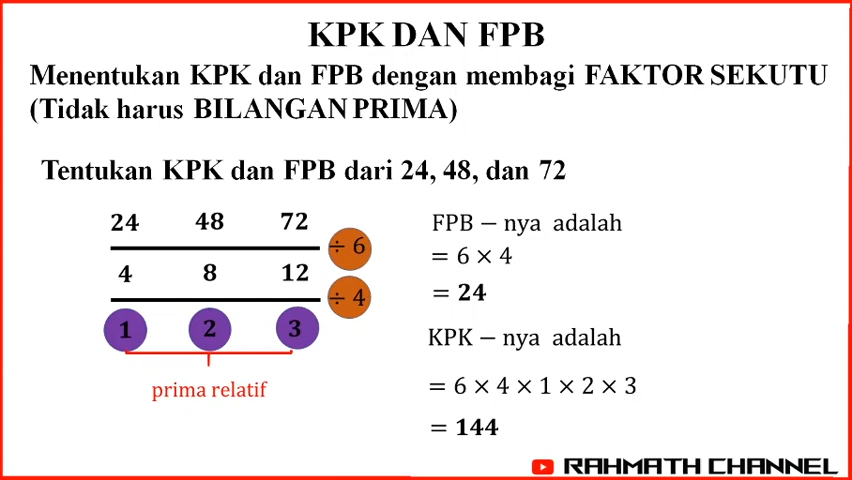 KPK DAN FPB
Menentukan KPK dan FPB dengan membagi FAKTOR SEKUTU
(Tidak harus BILANGAN PRIMA)
Tentukan KPK dan FPB dari 24, 48, dan 72
24 48 72
÷ 6
4 8 12
÷ 4
1 2 3
prima relatif
FPB − nya adalah
= 6 × 4
= 24
KPK − nya adalah
= 6 × 4 × 1 × 2 × 3
= 144
RAHMATH CHANNEL